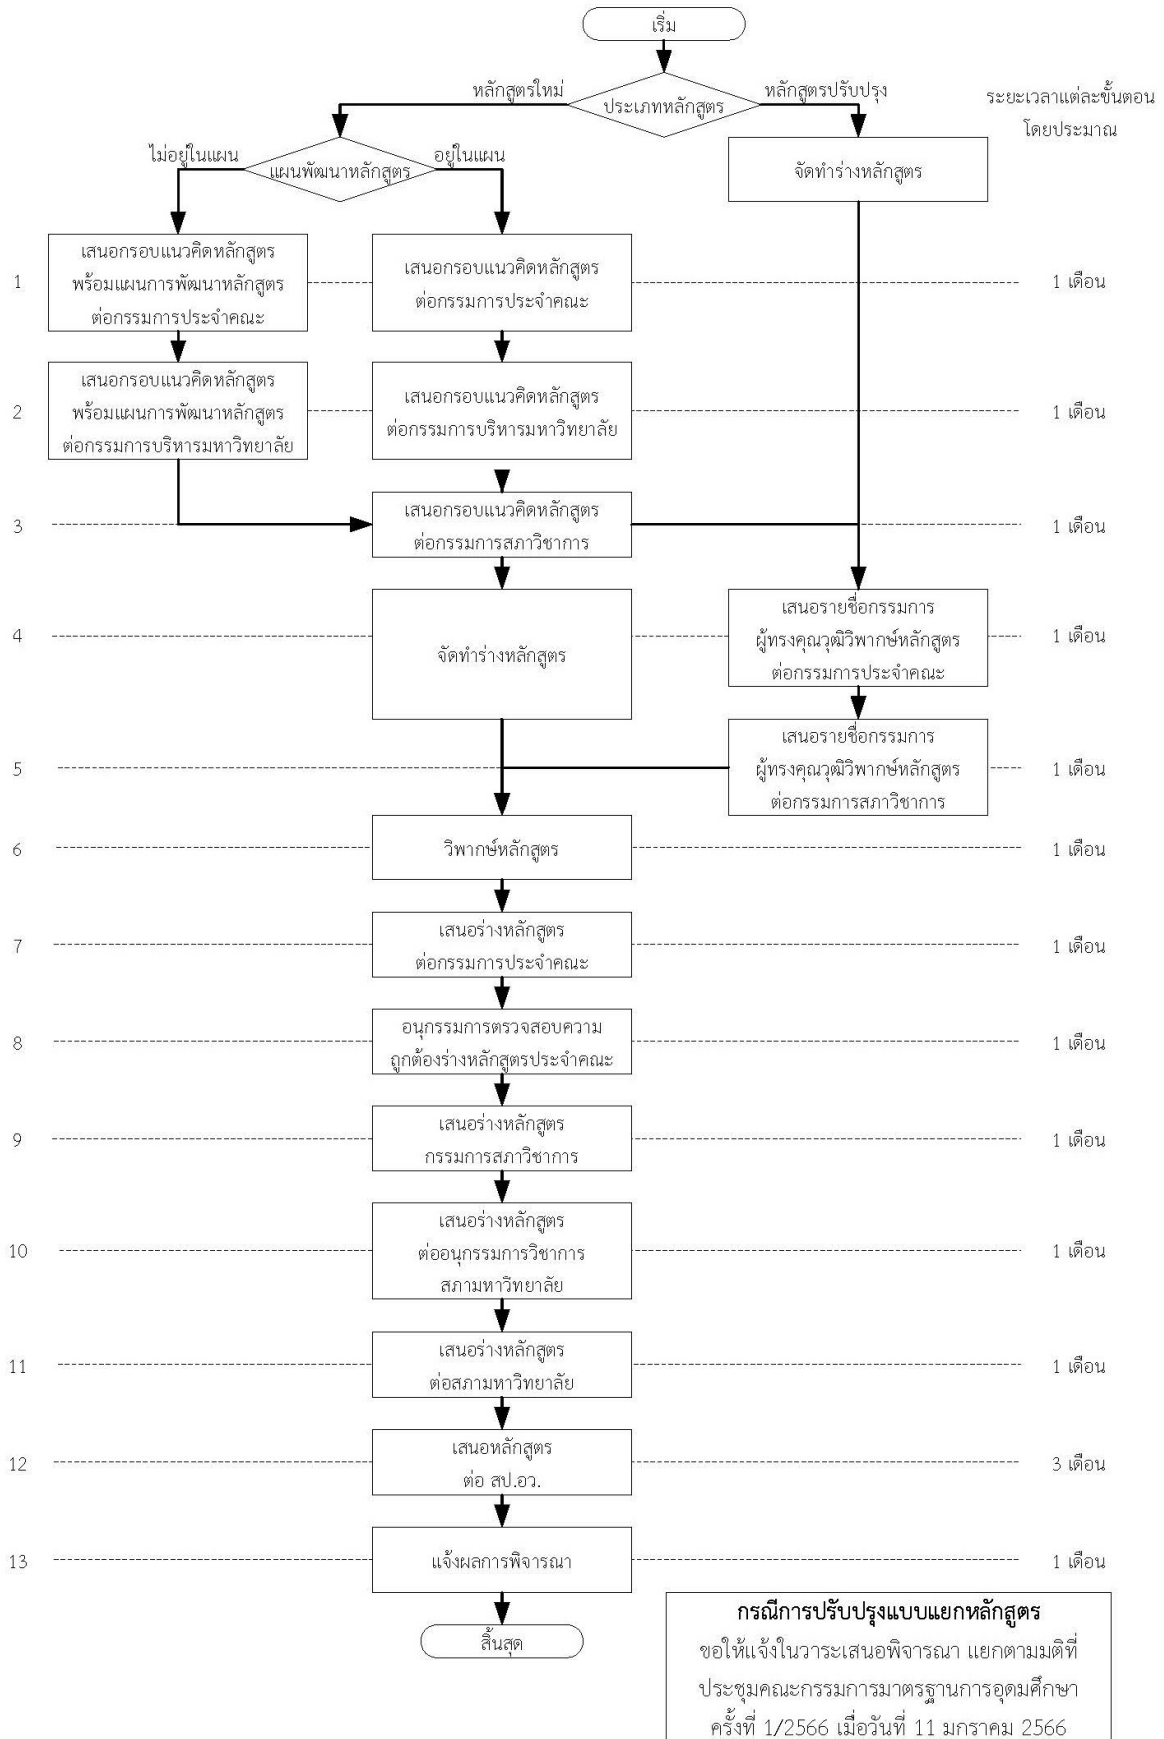 เริ่ม
หลักสูตรใหม่
ประเภทหลักสูตร
หลักสูตรปรับปรุง
ระยะเวลาแต่ละขั้นตอน
โดยประมาณ
ไม่อยู่ในแผน
แผนพัฒนาหลักสูตร
อยู่ในแผน
จัดทำร่างหลักสูตร
1
เสนอกรอบแนวคิดหลักสูตร
พร้อมแผนการพัฒนาหลักสูตร
ต่อกรรมการประจำคณะ
เสนอกรอบแนวคิดหลักสูตร
ต่อกรรมการประจำคณะ
1 เดือน
2
เสนอกรอบแนวคิดหลักสูตร
พร้อมแผนการพัฒนาหลักสูตร
ต่อกรรมการบริหารมหาวิทยาลัย
เสนอกรอบแนวคิดหลักสูตร
ต่อกรรมการบริหารมหาวิทยาลัย
1 เดือน
3
เสนอกรอบแนวคิดหลักสูตร
ต่อกรรมการสภาวิชาการ
1 เดือน
4
จัดทำร่างหลักสูตร
เสนอรายชื่อกรรมการ
ผู้ทรงคุณวุฒิวิพากษ์หลักสูตร
ต่อกรรมการประจำคณะ
1 เดือน
5
เสนอรายชื่อกรรมการ
ผู้ทรงคุณวุฒิวิพากษ์หลักสูตร
ต่อกรรมการสภาวิชาการ
1 เดือน
6
วิพากษ์หลักสูตร
1 เดือน
7
เสนอร่างหลักสูตร
ต่อกรรมการประจำคณะ
1 เดือน
8
อนุกรรมการตรวจสอบความ
ถูกต้องร่างหลักสูตรประจำคณะ
1 เดือน
9
เสนอร่างหลักสูตร
กรรมการสภาวิชาการ
1 เดือน
10
เสนอร่างหลักสูตร
ต่ออนุกรรมการวิชาการ
สภามหาวิทยาลัย
1 เดือน
11
เสนอร่างหลักสูตร
ต่อสภามหาวิทยาลัย
1 เดือน
12
เสนอหลักสูตร
ต่อ สป.อว.
3 เดือน
13
แจ้งผลการพิจารณา
1 เดือน
สิ้นสุด
กรณีการปรับปรุงแบบแยกหลักสูตร
ขอให้แจ้งในวาระเสนอพิจารณา แยกตามมติที่
ประชุมคณะกรรมการมาตรฐานการอุดมศึกษา
ครั้งที่ 1/2566 เมื่อวันที่ 11 มกราคม 2566